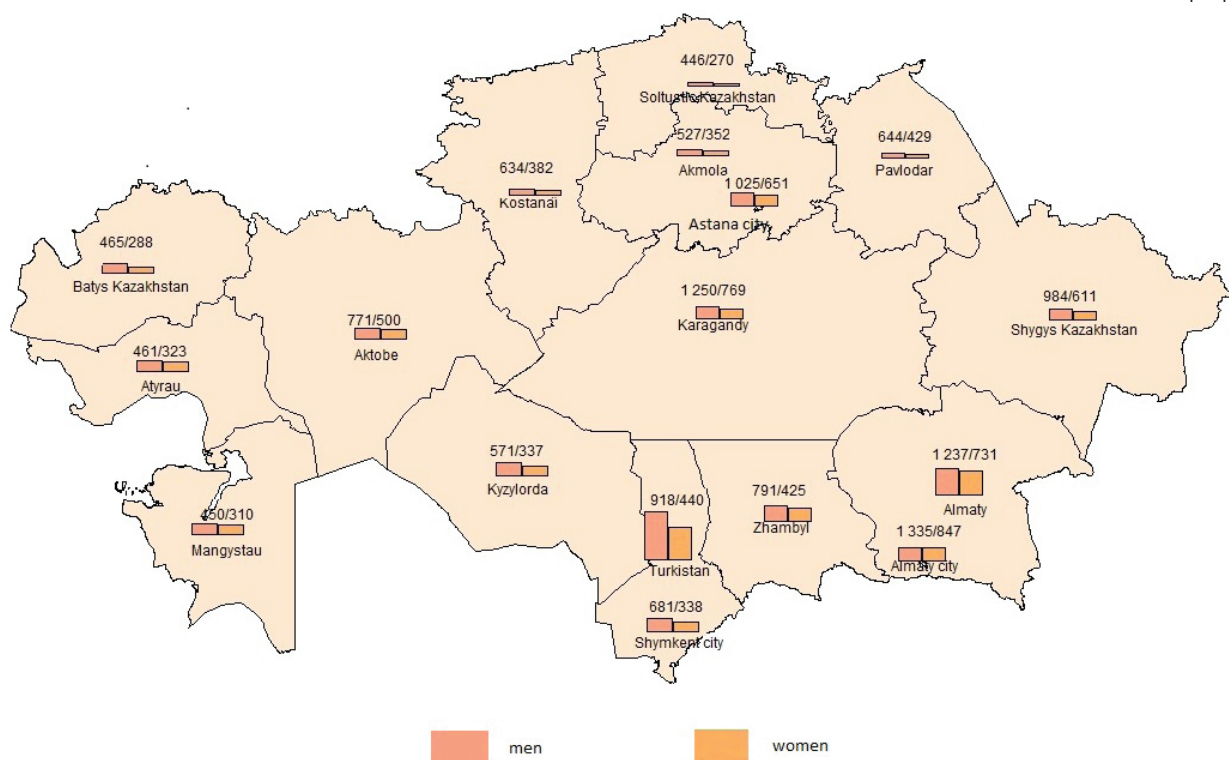 446/270
Soltustic Kazakhstan
527/352
Akmola
644/429
Pavlodar
634/382
Kostanai
1 025/651
Astana city
465/288
Batys Kazakhstan
1 250/769
Karagandy
984/611
Shygys Kazakhstan
771/500
Aktobe
461/323
Atyrau
571/337
Kyzylorda
1 237/731
Almaty
918/440
Turkistan
791/425
Zhambyl
450/310
Mangystau
1 335/847
Almaty city
681/338
Shymkent city
men
women